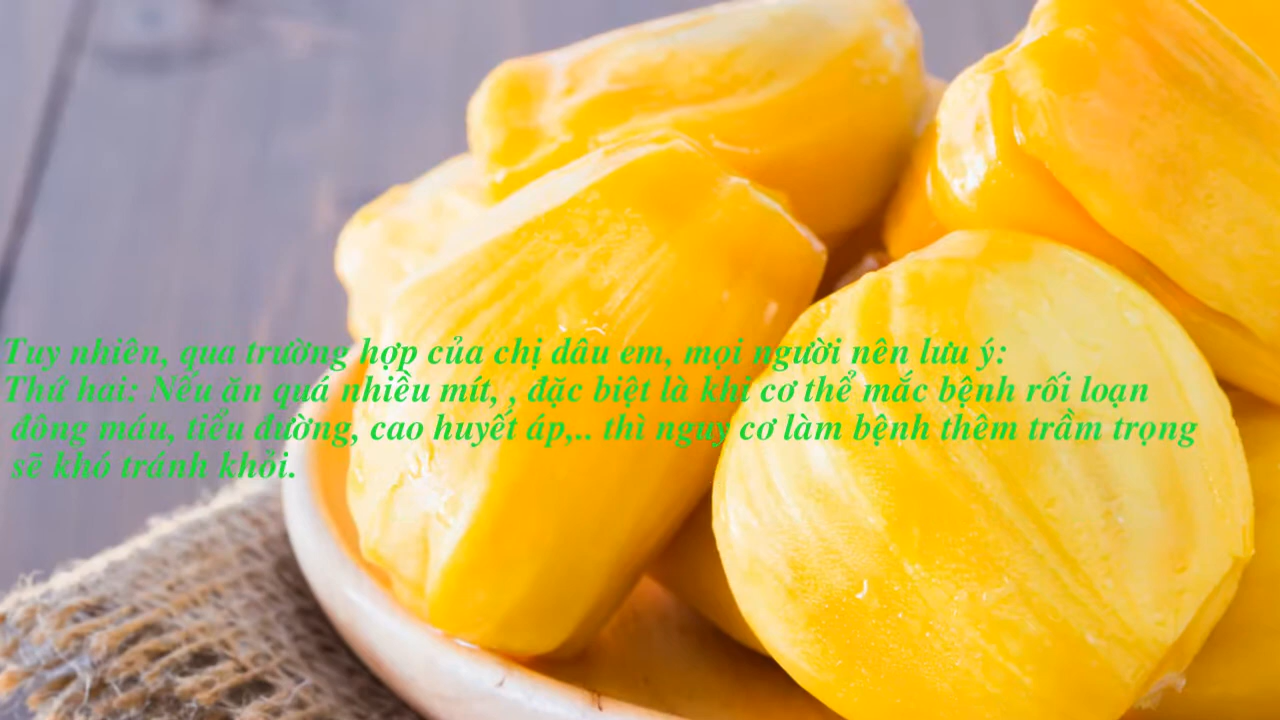 Tuy nhiên, qua trường hợp của chị dâu em, mọi người nên lưu ý:
Thứ hai: Nếu ăn quá nhiều mít, , đặc biệt là khi cơ thể mắc bệnh rối loạn
đông máu, tiểu đường, cao huyết áp,.. thì nguy cơ làm bệnh thêm trầm trọng
sẽ khó tránh khỏi.